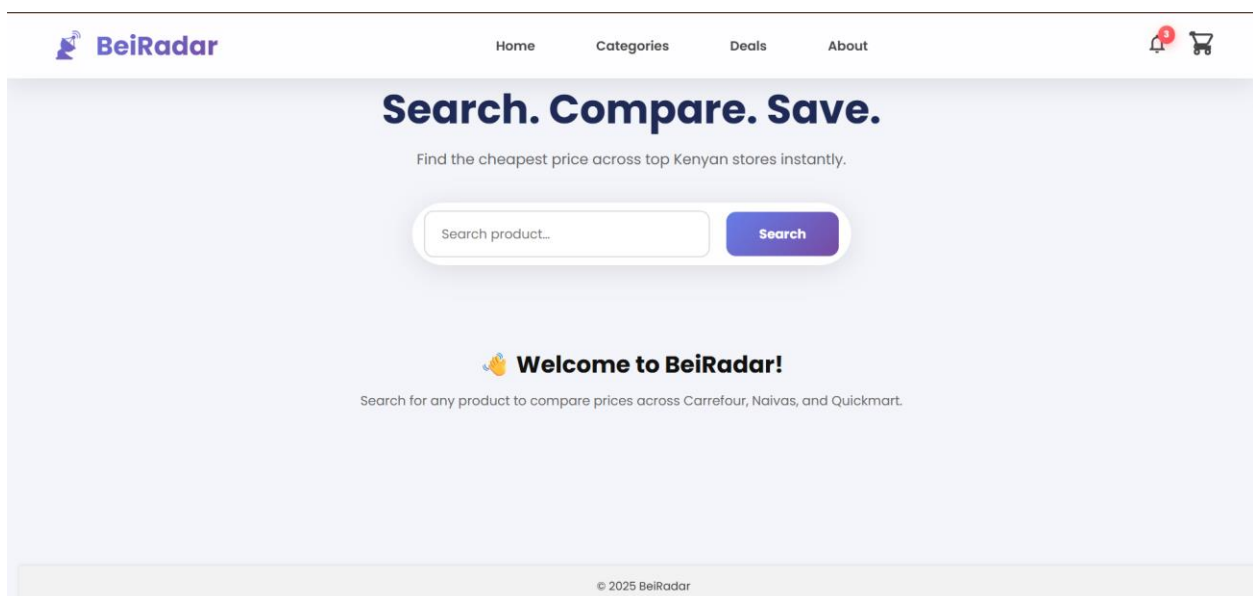 BeiRadar
Home Categories Deals About
3
Search. Compare. Save.
Find the cheapest price across top Kenyan stores instantly.
Search product...
Search
👋 Welcome to BeiRadar!
Search for any product to compare prices across Carrefour, Naivas, and Quickmart.
© 2025 BeiRadar